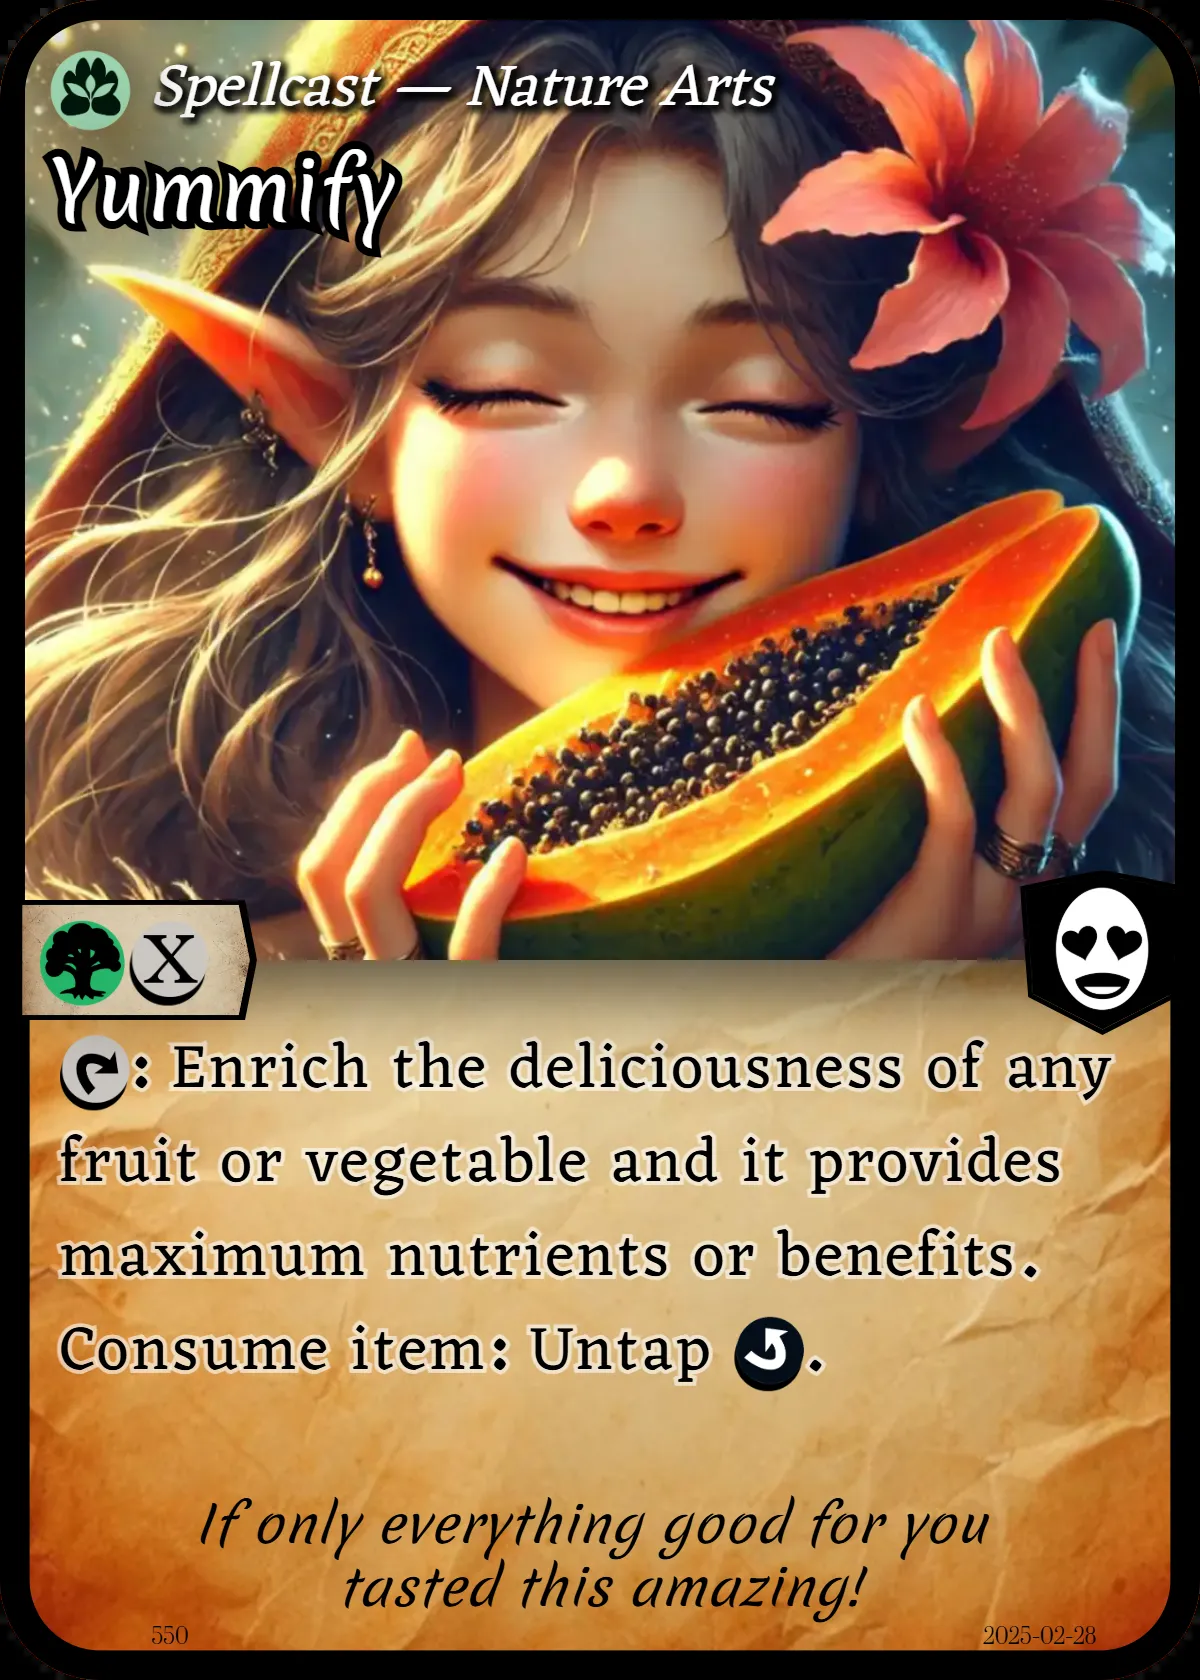 Spellcast — Nature Arts
Yummify
X
: Enrich the deliciousness of any
fruit or vegetable and it provides
maximum nutrients or benefits.
Consume item: Untap .
If only everything good for you
tasted this amazing!
550 2025-02-28